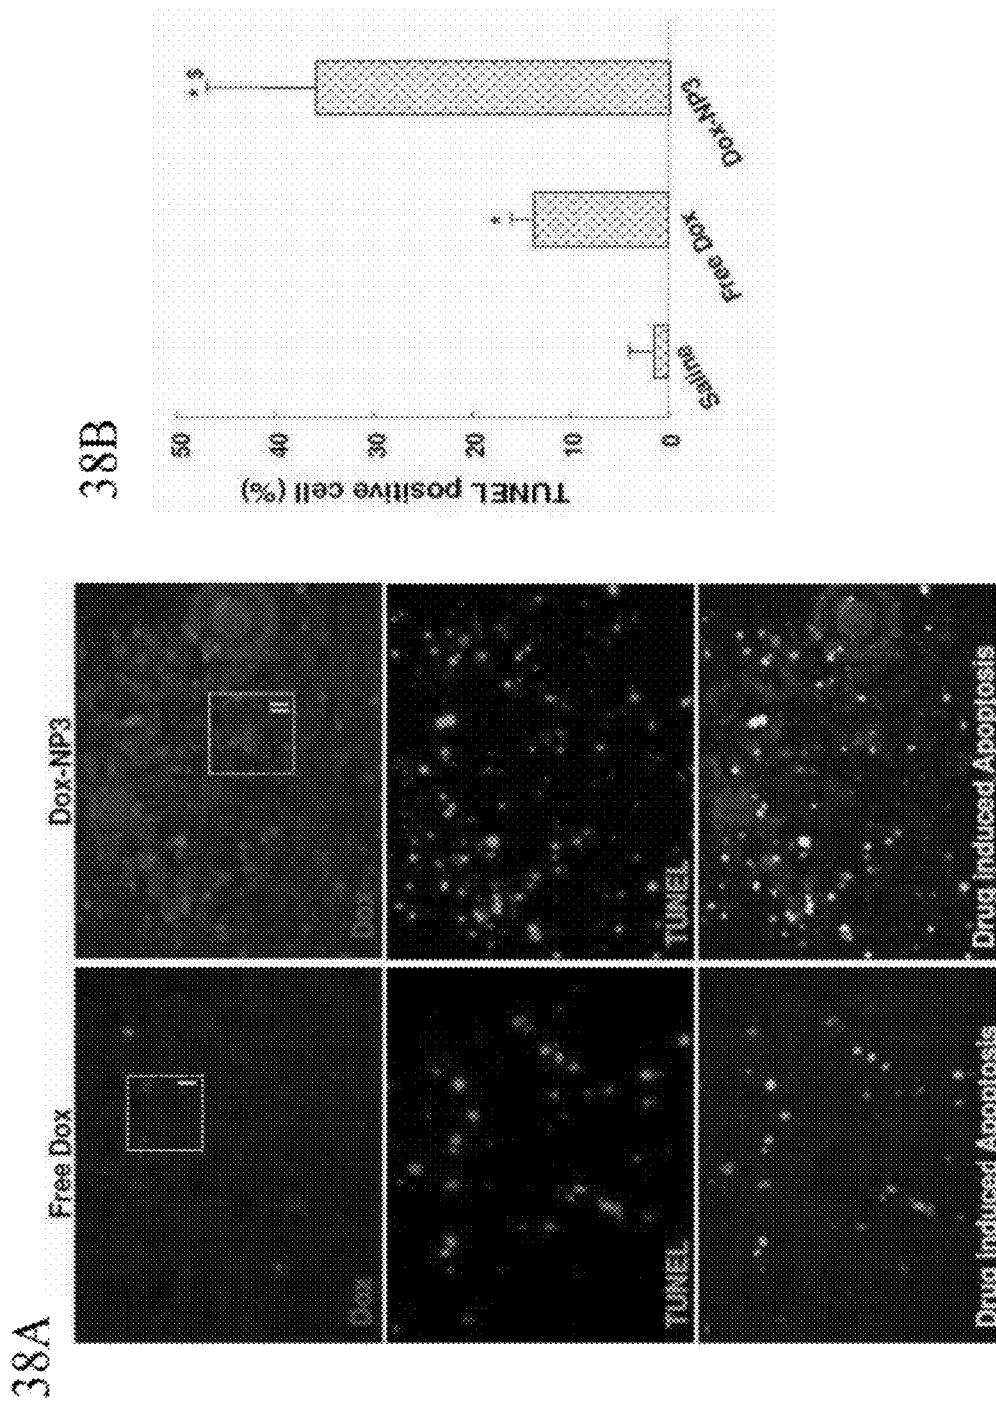 38A
Free Dox
Dox-NP3
Dox
I
II
TUNEL
TUNEL
Drug Induced Apoptosis
Drug Induced Apoptosis
38B
TUNEL positive cell (%)
50
40
30
20
10
0
*
* $
Saline
Free Dox
Dox-NP3